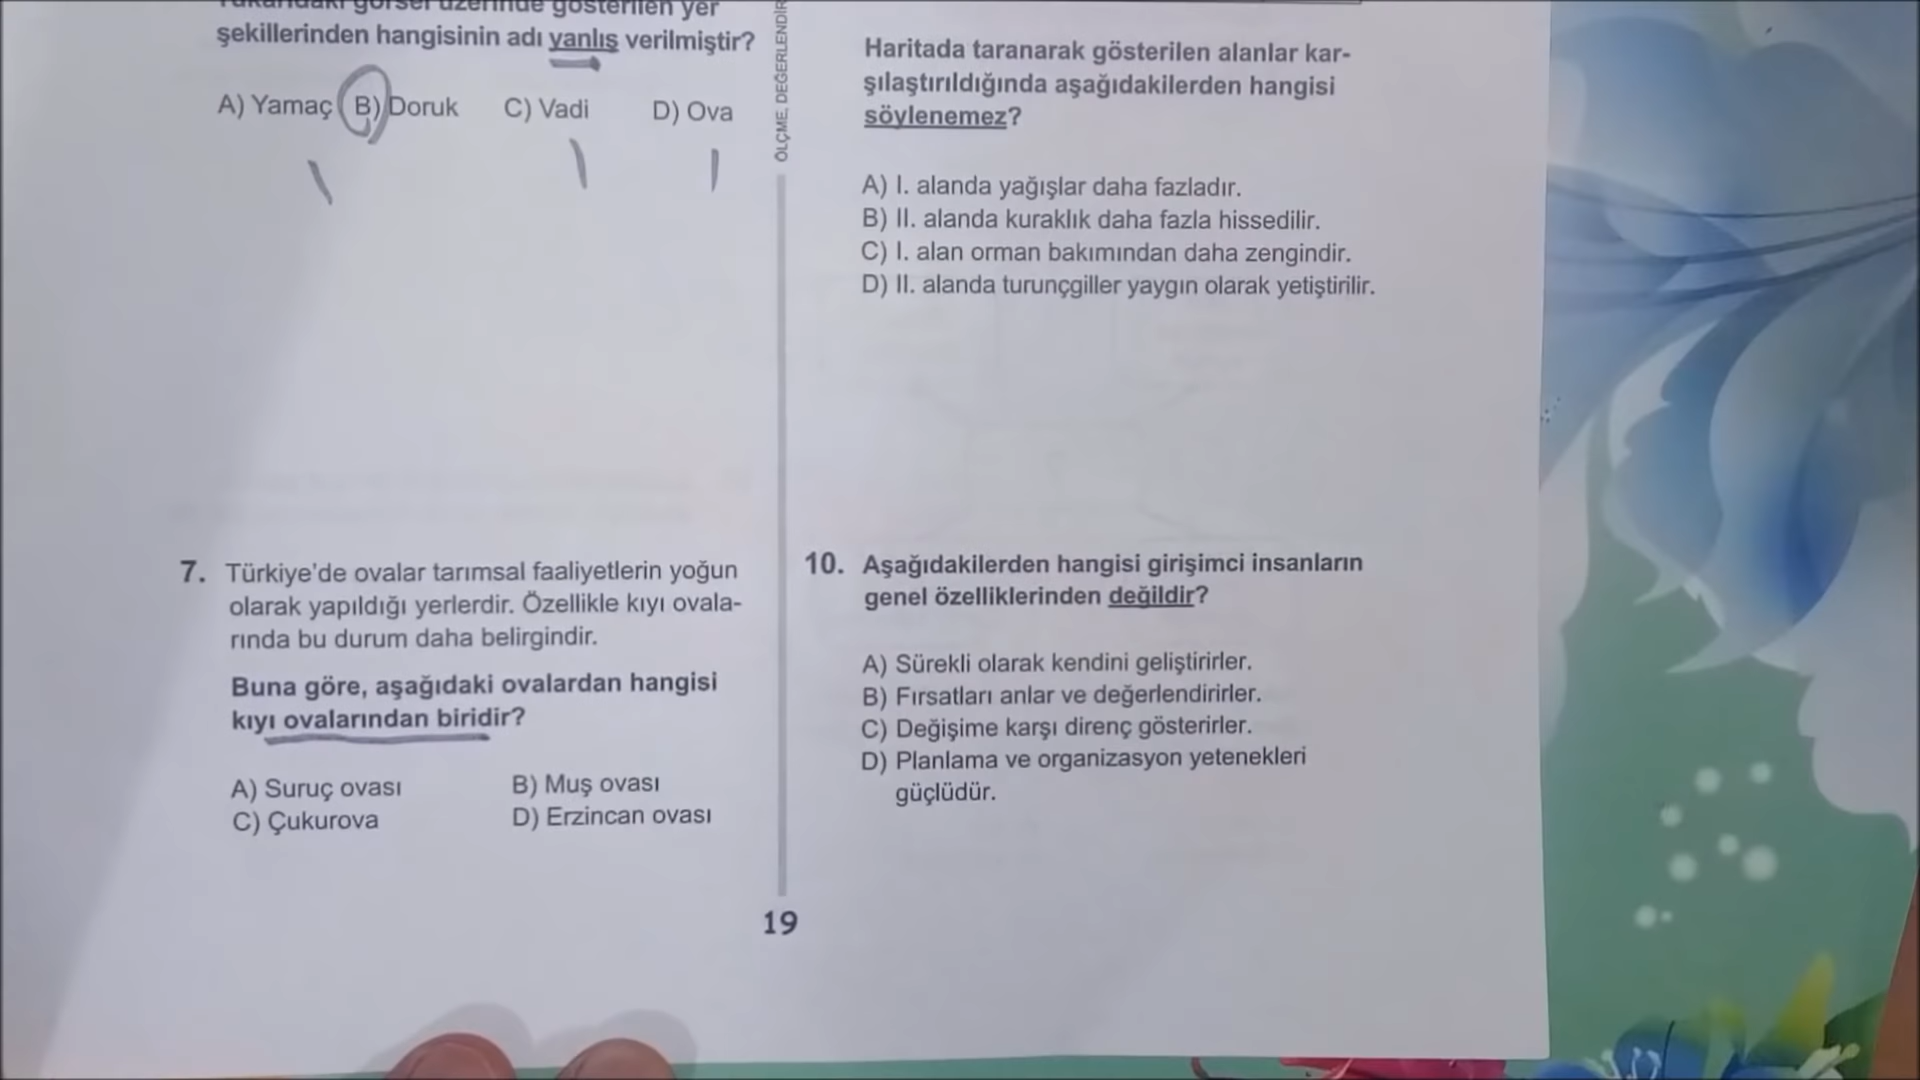 Yukarıdaki görsel üzerinde gösterilen yer
şekillerinden hangisinin adı yanlış verilmiştir?
A) Yamaç B) Doruk C) Vadi D) Ova
7. Türkiye'de ovalar tarımsal faaliyetlerin yoğun
olarak yapıldığı yerlerdir. Özellikle kıyı ovala-
rında bu durum daha belirgindir.
Buna göre, aşağıdaki ovalardan hangisi
kıyı ovalarından biridir?
A) Suruç ovası B) Muş ovası
C) Çukurova D) Erzincan ovası
ÖLÇME, DEĞERLENDİR
Haritada taranarak gösterilen alanlar kar-
şılaştırıldığında aşağıdakilerden hangisi
söylenemez?
A) I. alanda yağışlar daha fazladır.
B) II. alanda kuraklık daha fazla hissedilir.
C) I. alan orman bakımından daha zengindir.
D) II. alanda turunçgiller yaygın olarak yetiştirilir.
10. Aşağıdakilerden hangisi girişimci insanların
genel özelliklerinden değildir?
A) Sürekli olarak kendini geliştirirler.
B) Fırsatları anlar ve değerlendirirler.
C) Değişime karşı direnç gösterirler.
D) Planlama ve organizasyon yetenekleri
güçlüdür.
19